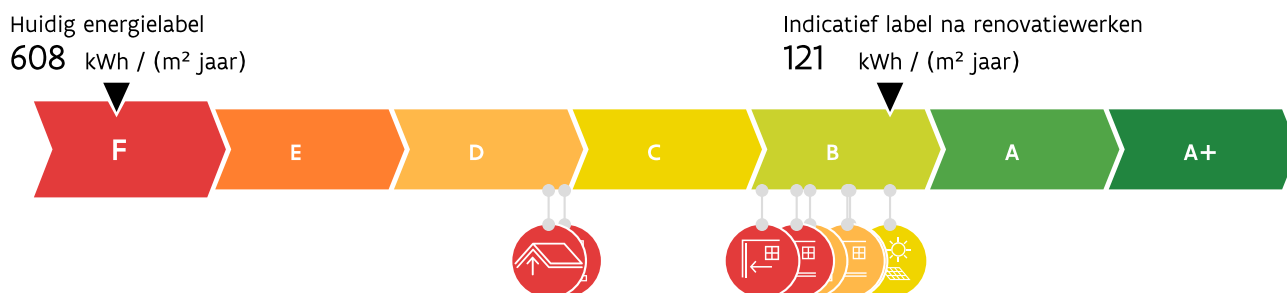 Huidig energielabel
608 kWh / (m² jaar)
Indicatief label na renovatiewerken
121 kWh / (m² jaar)
F E D C B A A+